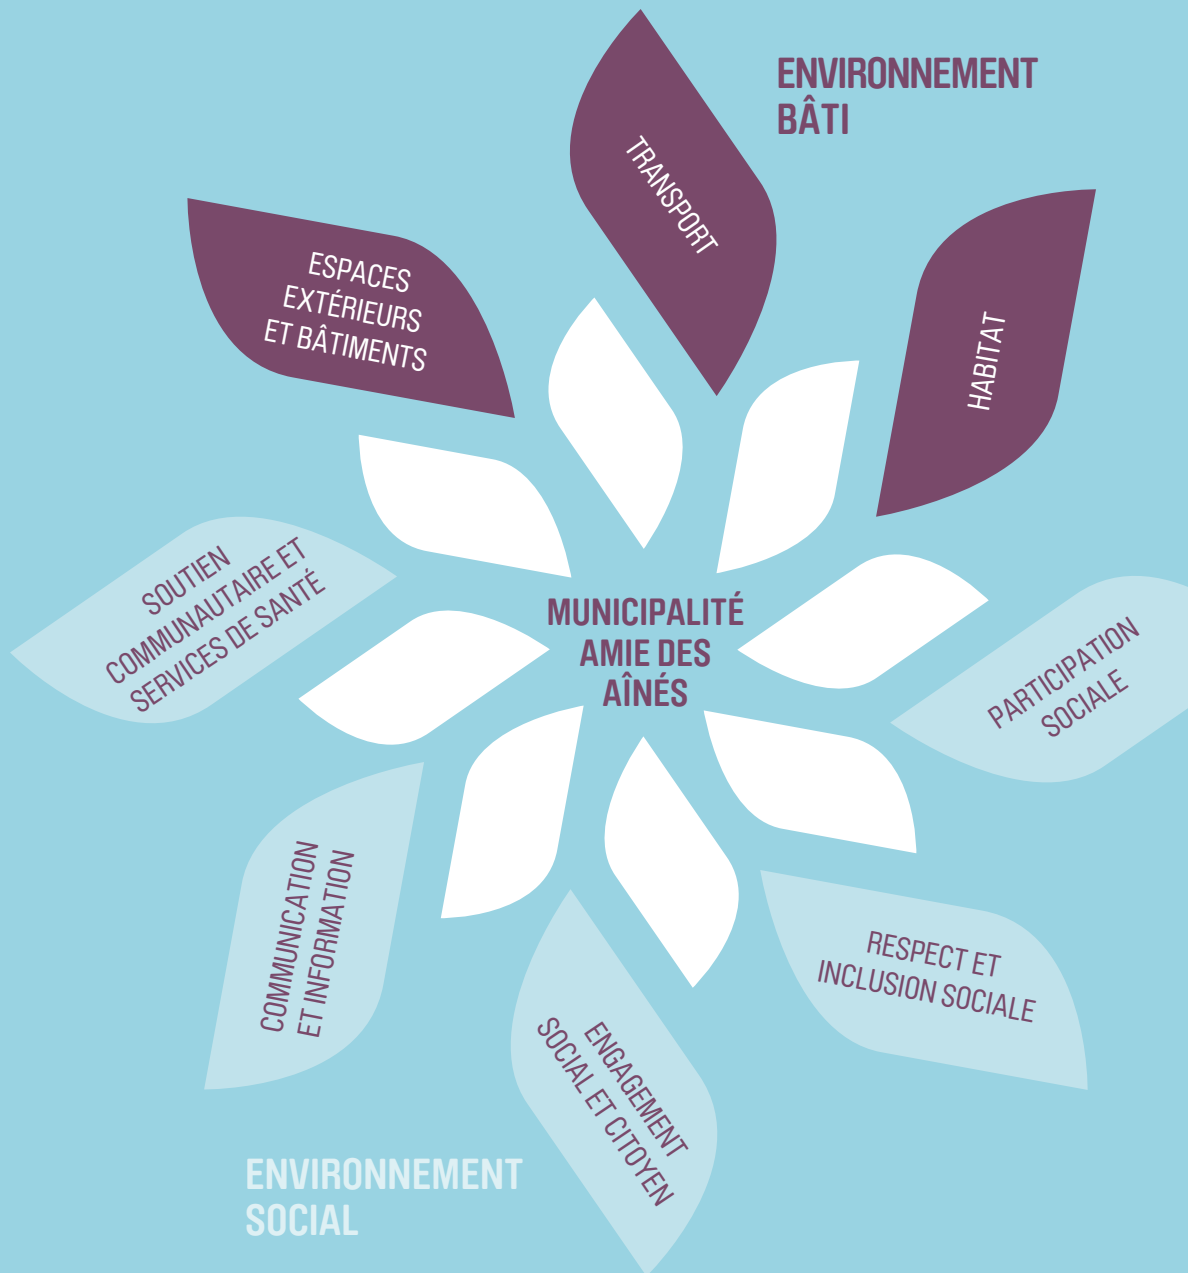 ENVIRONNEMENT
BÂTI
TRANSPORT
ESPACES
EXTÉRIEURS
ET BÂTIMENTS
HABITAT
SOUTIEN
COMMUNAUTAIRE ET
SERVICES DE SANTÉ
MUNICIPALITÉ
AMIE DES
AÎNÉS
PARTICIPATION
SOCIALE
COMMUNICATION
ET INFORMATION
RESPECT ET
INCLUSION SOCIALE
ENGAGEMENT
SOCIAL ET CITOYEN
ENVIRONNEMENT
SOCIAL